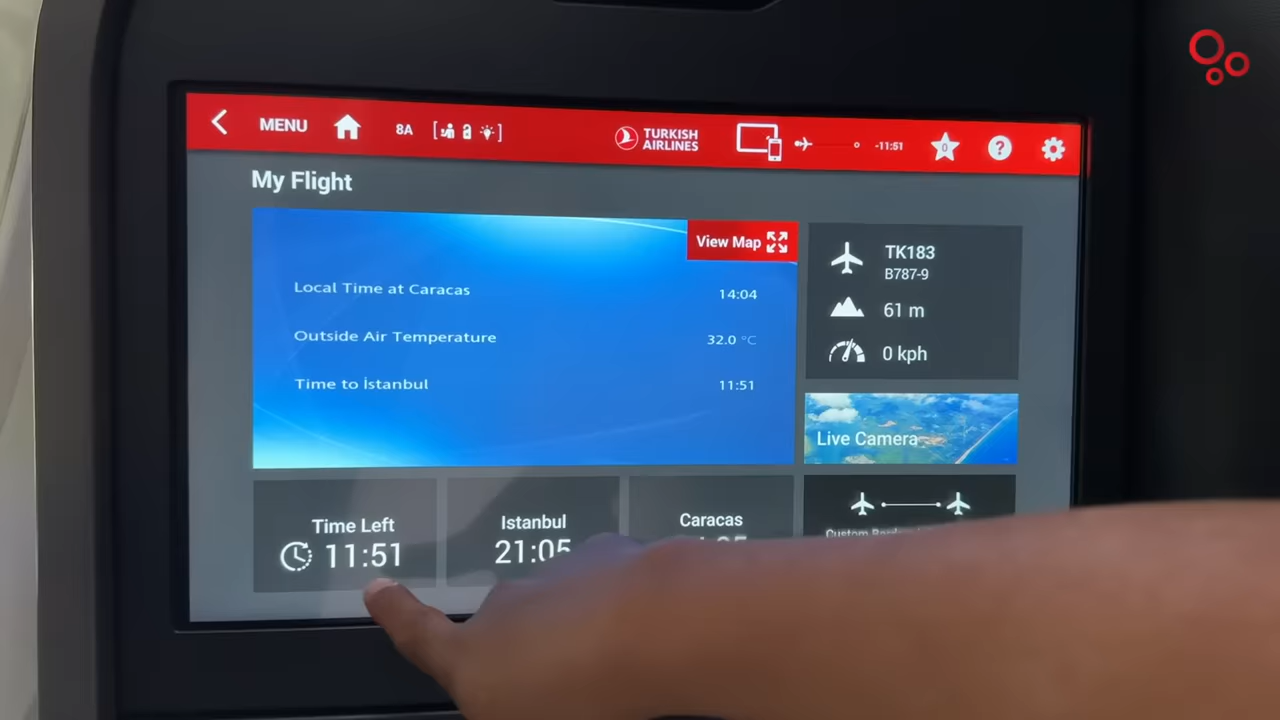 MENU
8A
TURKISH
AIRLINES
-11:51
0
?
My Flight
View Map
Local Time at Caracas 14:04
Outside Air Temperature 32.0 °C
Time to İstanbul 11:51
TK183
B787-9
61 m
0 kph
Live Camera
Time Left
11:51
Istanbul
21:05
Caracas
Custom